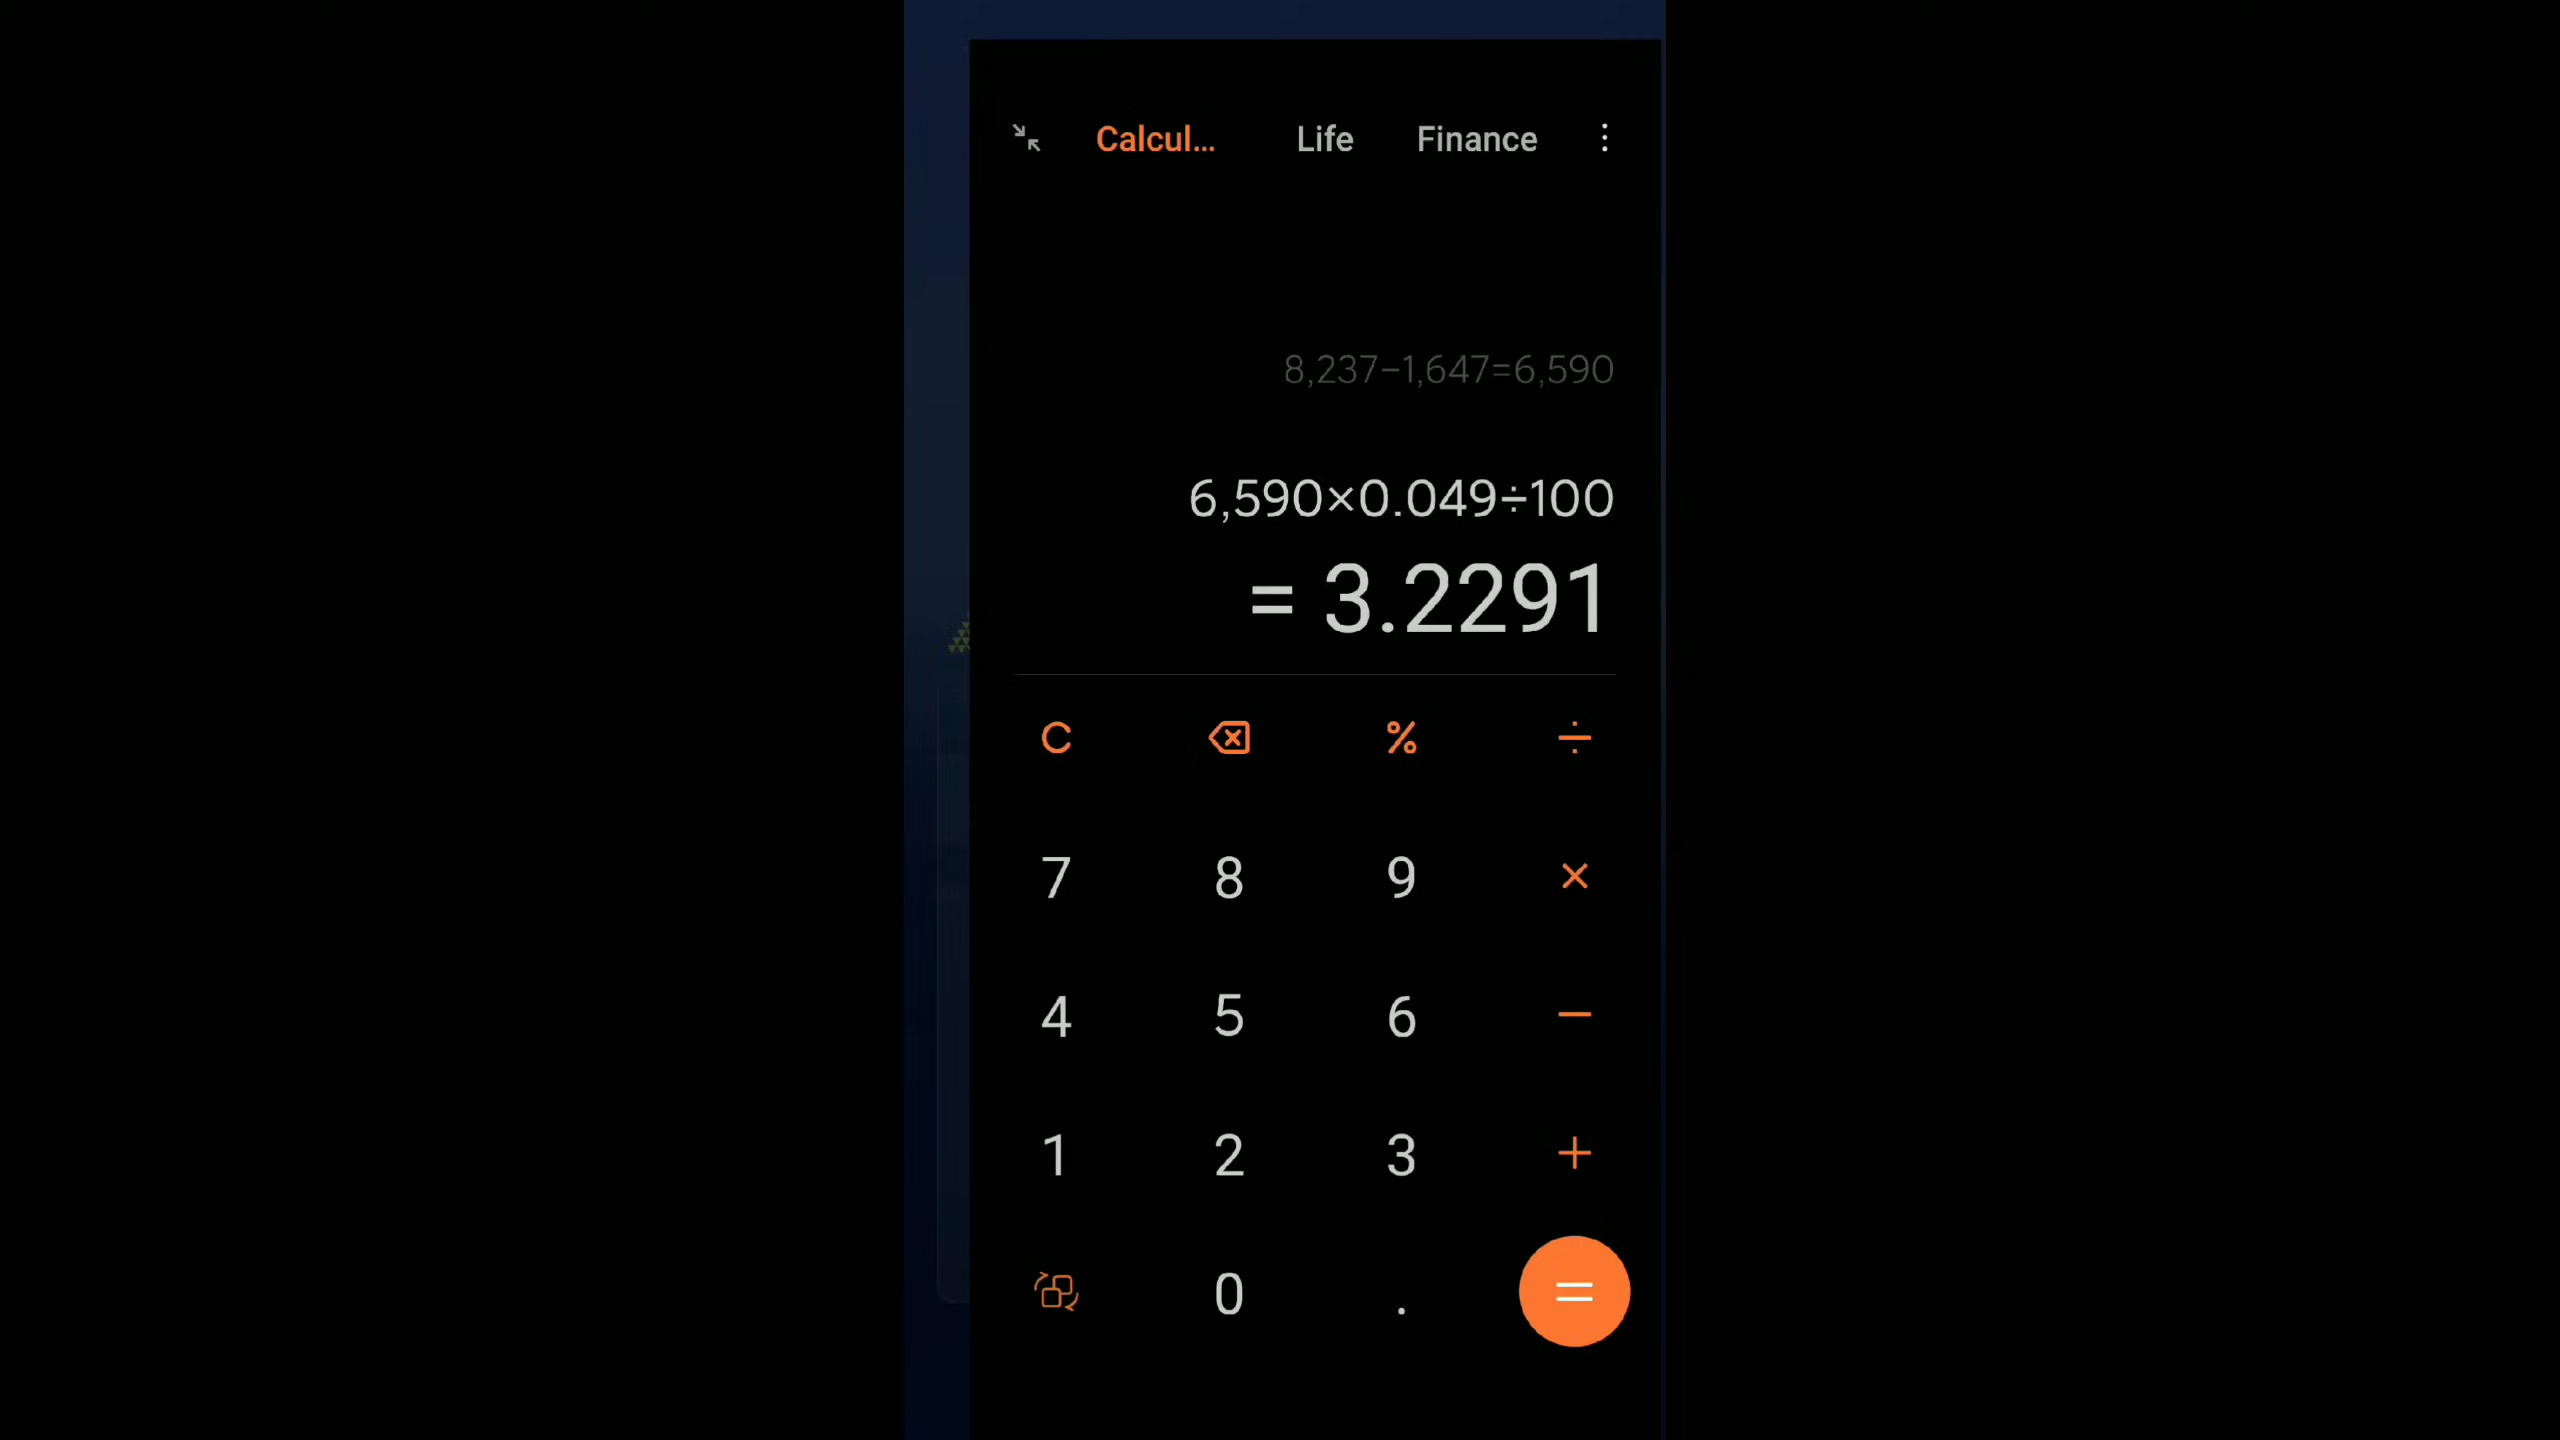 Calcul... Life Finance
8,237−1,647=6,590
6,590×0.049÷100
= 3.2291
C % ÷
7 8 9 ×
4 5 6 −
1 2 3 +
0 . =